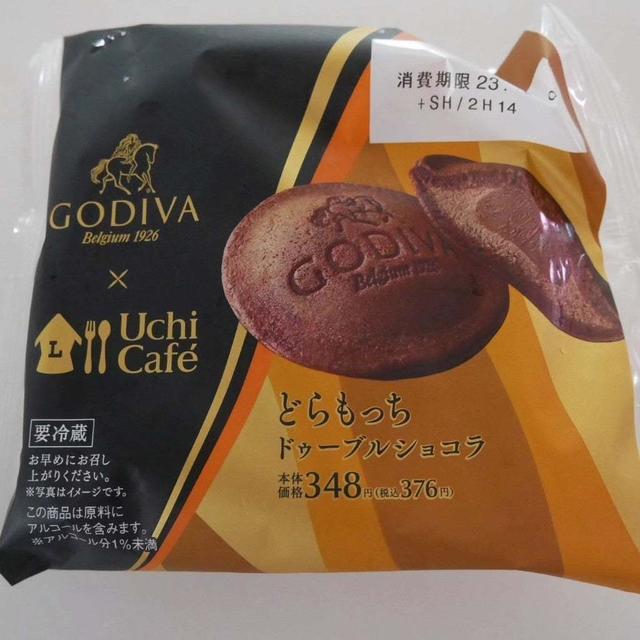 消費期限 23.
+SH/2H14
GODIVA
Belgium 1926
×
L
Uchi
Café
GODIVA
Belgium 1926
どらもっち
ドゥーブルショコラ
本体
価格348円(税込376円)
要冷蔵
お早めにお召し
上がりください。
※写真はイメージです。
この商品は原料に
アルコールを含みます。
※アルコール分1%未満